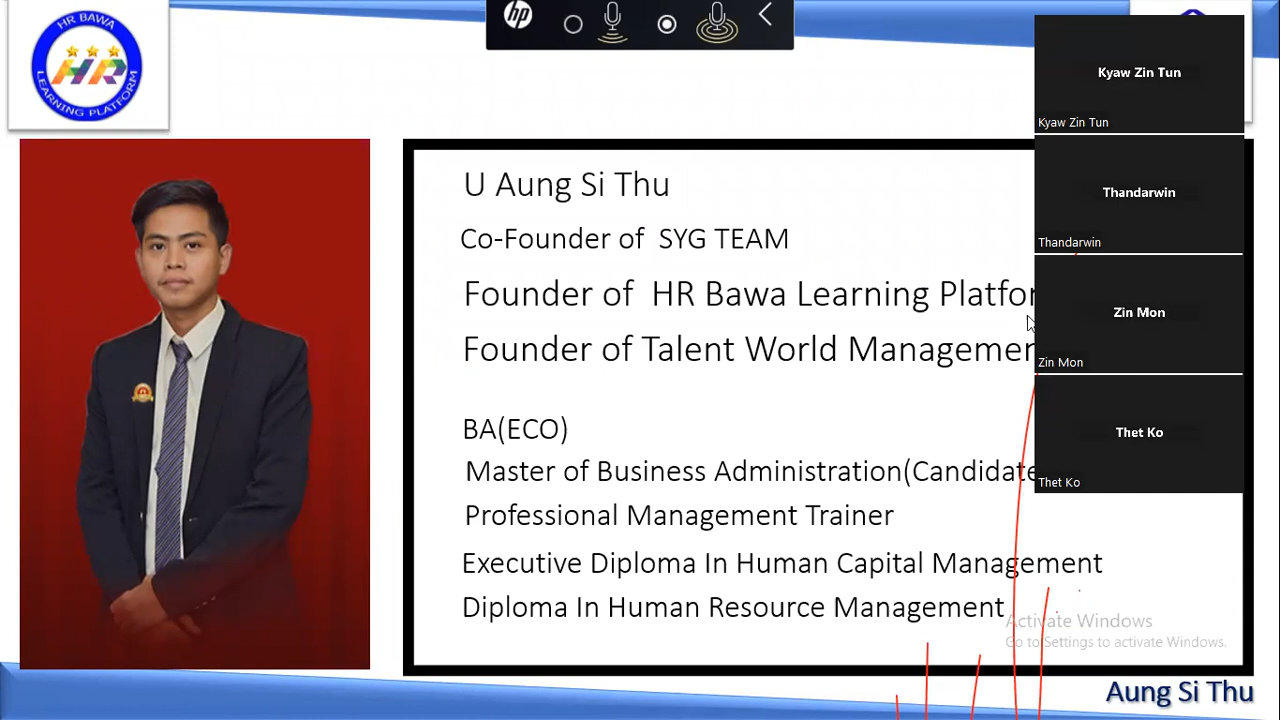 HR BAWA
HR
LEARNING PLATFORM
hp
Kyaw Zin Tun
Kyaw Zin Tun
Thandarwin
Thandarwin
Zin Mon
Zin Mon
Thet Ko
Thet Ko
U Aung Si Thu
Co-Founder of SYG TEAM
Founder of HR Bawa Learning Platfor
Founder of Talent World Managemen
BA(ECO)
Master of Business Administration(Candidate
Professional Management Trainer
Executive Diploma In Human Capital Management
Diploma In Human Resource Management
Activate Windows
Go to Settings to activate Windows.
Aung Si Thu